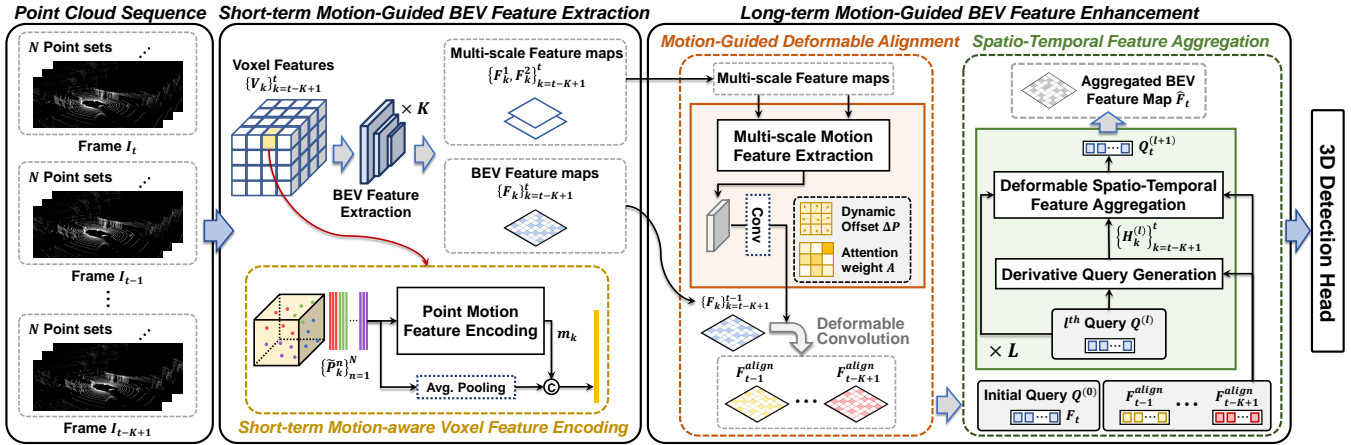 Point Cloud Sequence
N Point sets
Frame I_t
N Point sets
Frame I_{t-1}
N Point sets
Frame I_{t-K+1}
Short-term Motion-Guided BEV Feature Extraction
Voxel Features
{V_k}^t_{k=t-K+1}
× K
BEV Feature
Extraction
Multi-scale Feature maps
{F^1_k, F^2_k}^t_{k=t-K+1}
BEV Feature maps
{F_k}^t_{k=t-K+1}
{P̃^n_k}^N_{n=1}
Point Motion
Feature Encoding
m_k
Avg. Pooling
C
Short-term Motion-aware Voxel Feature Encoding
Long-term Motion-Guided BEV Feature Enhancement
Motion-Guided Deformable Alignment
Multi-scale Feature maps
Multi-scale Motion
Feature Extraction
Conv
Dynamic
Offset ΔP
Attention
weight A
{F_k}^{t-1}_{k=t-K+1}
Deformable
Convolution
F^{align}_{t-1}
F^{align}_{t-K+1}
Spatio-Temporal Feature Aggregation
Aggregated BEV
Feature Map F̂_t
Q^{(l+1)}_t
Deformable Spatio-Temporal
Feature Aggregation
{H^{(l)}_k}^t_{k=t-K+1}
Derivative Query Generation
l^{th} Query Q^{(l)}
× L
Initial Query Q^{(0)}
F_t
F^{align}_{t-1}
F^{align}_{t-K+1}
3D Detection Head